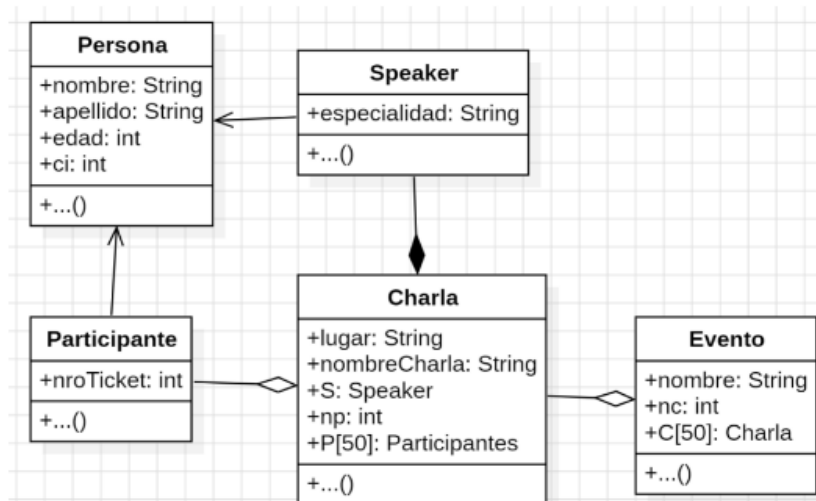 Persona
+nombre: String
+apellido: String
+edad: int
+ci: int
+...()
Speaker
+especialidad: String
+...()
Participante
+nroTicket: int
+...()
Charla
+lugar: String
+nombreCharla: String
+S: Speaker
+np: int
+P[50]: Participantes
+...()
Evento
+nombre: String
+nc: int
+C[50]: Charla
+...()